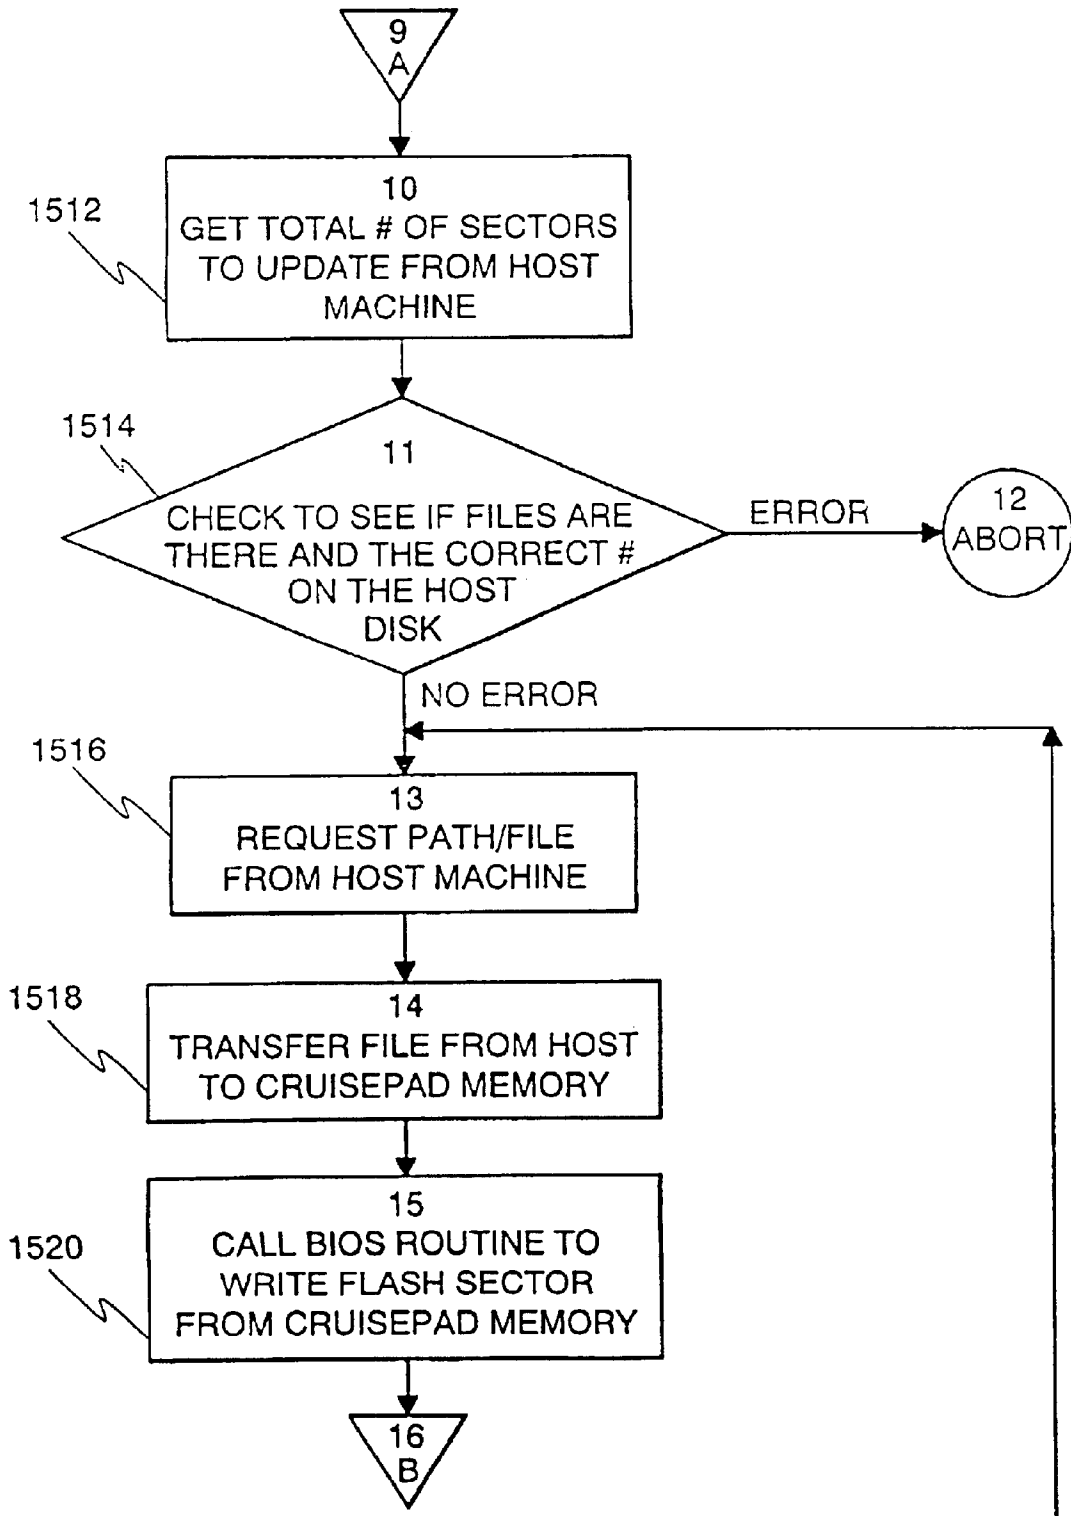 9
A
1512
10
GET TOTAL # OF SECTORS
TO UPDATE FROM HOST
MACHINE
1514
11
CHECK TO SEE IF FILES ARE
THERE AND THE CORRECT #
ON THE HOST
DISK
ERROR
12
ABORT
NO ERROR
1516
13
REQUEST PATH/FILE
FROM HOST MACHINE
1518
14
TRANSFER FILE FROM HOST
TO CRUISEPAD MEMORY
1520
15
CALL BIOS ROUTINE TO
WRITE FLASH SECTOR
FROM CRUISEPAD MEMORY
16
B